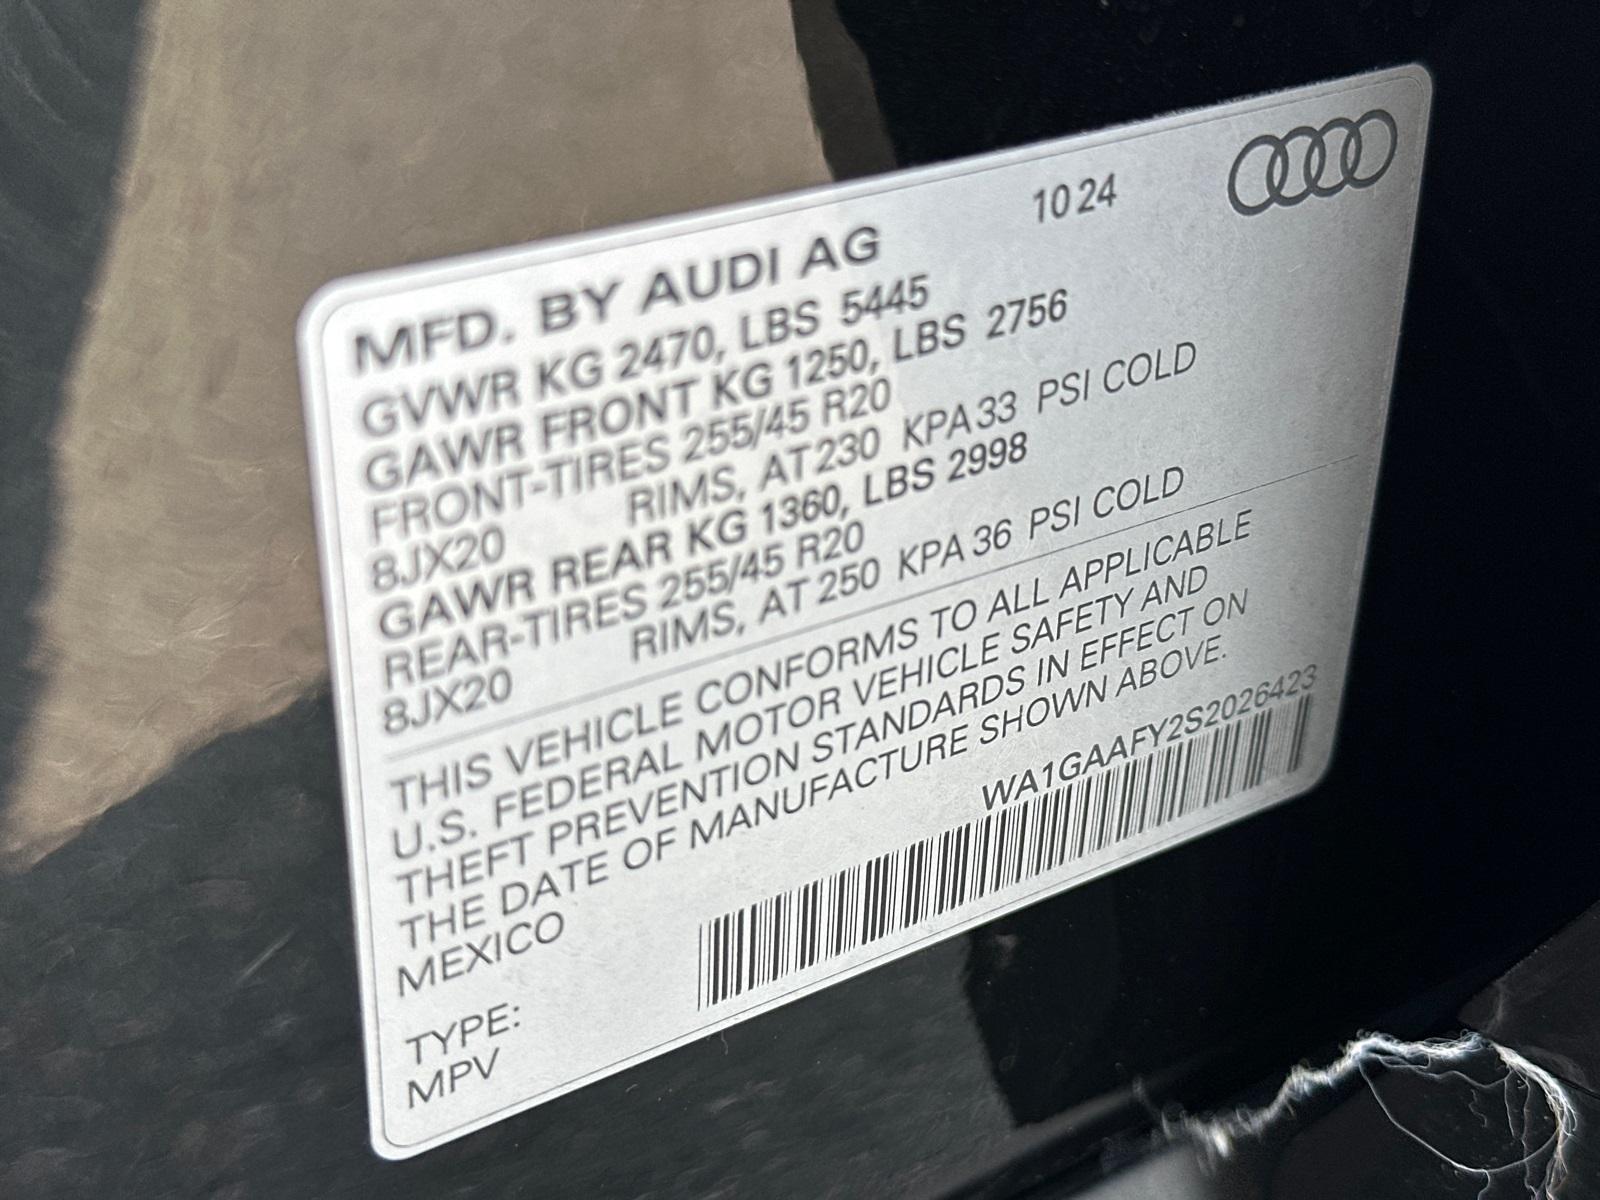 10 24
MFD. BY AUDI AG
GVWR KG 2470, LBS 5445
GAWR FRONT KG 1250, LBS 2756
FRONT-TIRES 255/45 R20
8JX20 RIMS, AT 230 KPA 33 PSI COLD
GAWR REAR KG 1360, LBS 2998
REAR-TIRES 255/45 R20
8JX20 RIMS, AT 250 KPA 36 PSI COLD
THIS VEHICLE CONFORMS TO ALL APPLICABLE
U.S. FEDERAL MOTOR VEHICLE SAFETY AND
THEFT PREVENTION STANDARDS IN EFFECT ON
THE DATE OF MANUFACTURE SHOWN ABOVE.
MEXICO
WA1GAAFY2S2026423
TYPE:
MPV